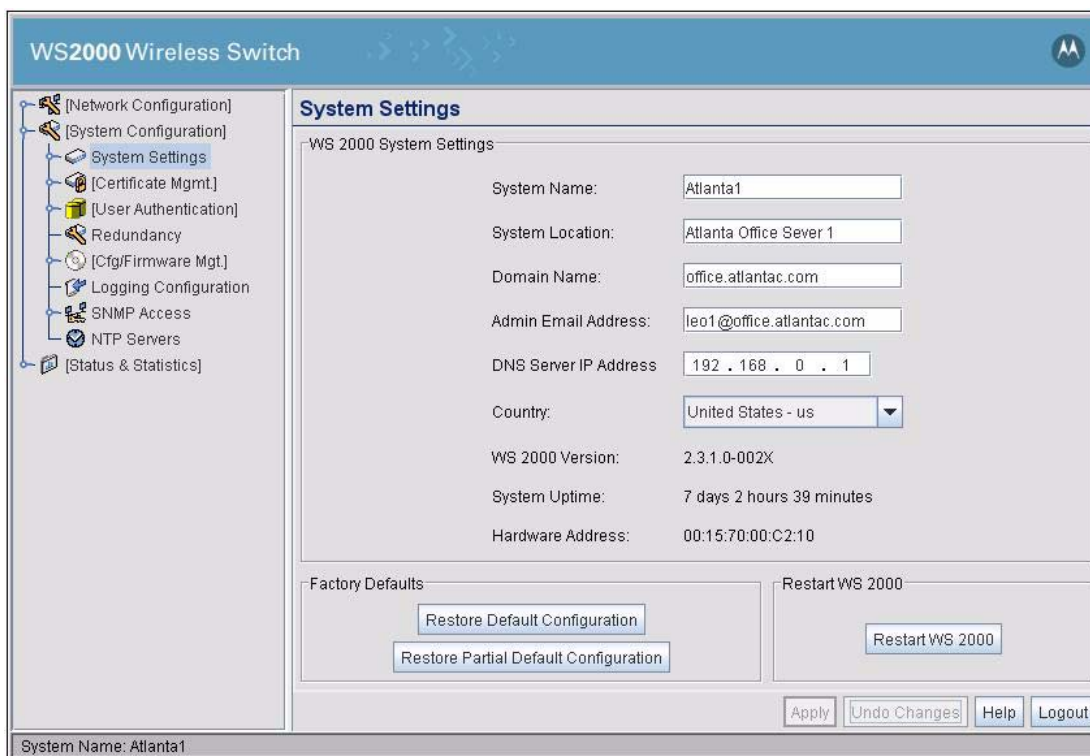 WS2000 Wireless Switch
[Network Configuration]
[System Configuration]
System Settings
[Certificate Mgmt.]
[User Authentication]
Redundancy
[Cfg/Firmware Mgt.]
Logging Configuration
SNMP Access
NTP Servers
[Status & Statistics]
System Settings
WS 2000 System Settings
System Name: Atlanta1
System Location: Atlanta Office Sever 1
Domain Name: office.atlantac.com
Admin Email Address: leo1@office.atlantac.com
DNS Server IP Address 192 . 168 . 0 . 1
Country: United States - us
WS 2000 Version: 2.3.1.0-002X
System Uptime: 7 days 2 hours 39 minutes
Hardware Address: 00:15:70:00:C2:10
Factory Defaults
Restore Default Configuration
Restore Partial Default Configuration
Restart WS 2000
Restart WS 2000
Apply Undo Changes Help Logout
System Name: Atlanta1